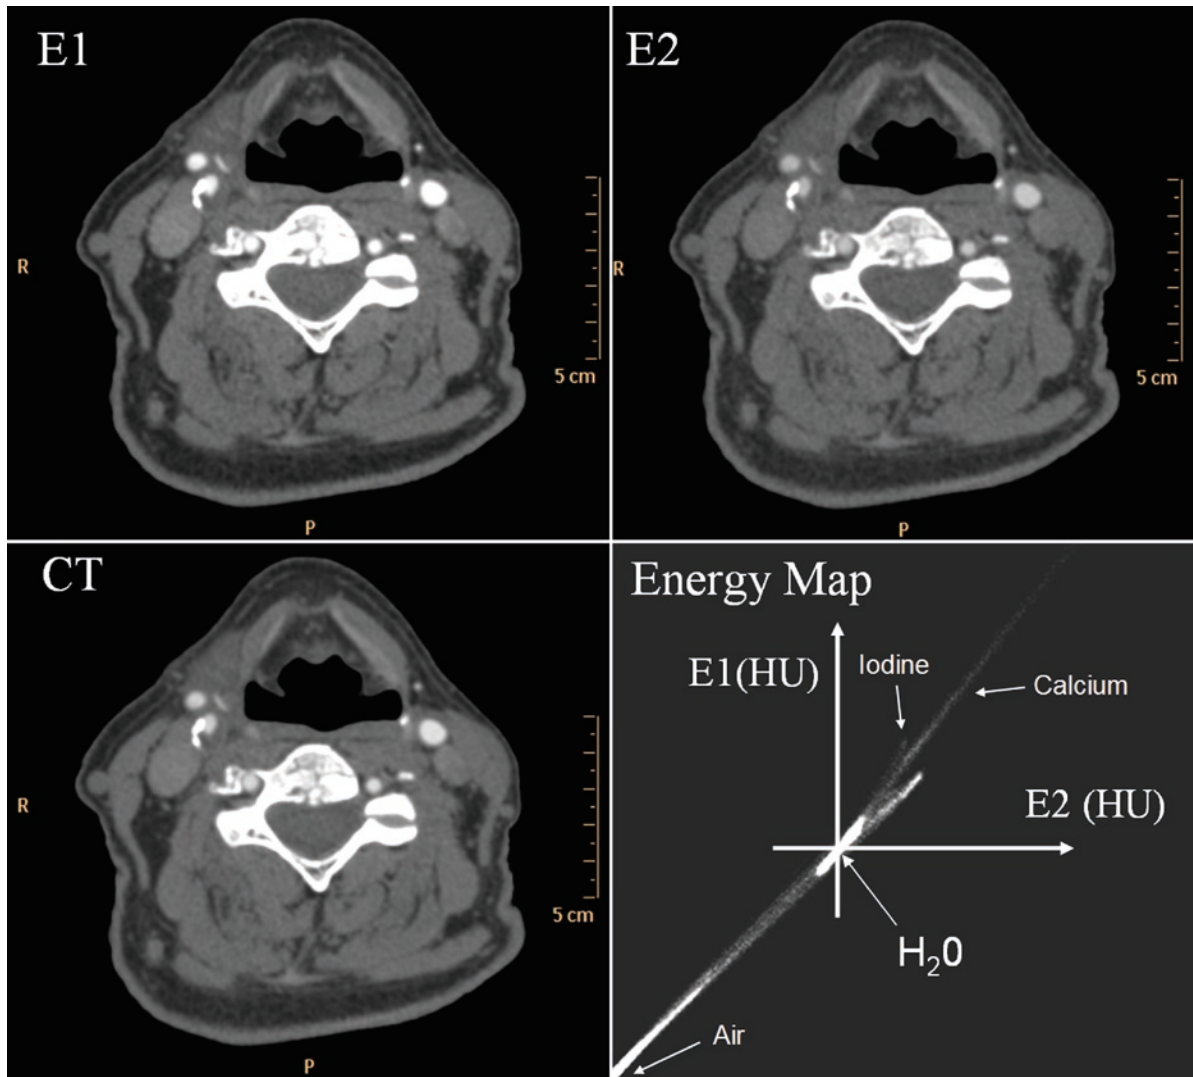 E1
R
5 cm
P
E2
R
5 cm
P
CT
R
5 cm
P
Energy Map
E1(HU)
Iodine
Calcium
E2 (HU)
H₂0
Air